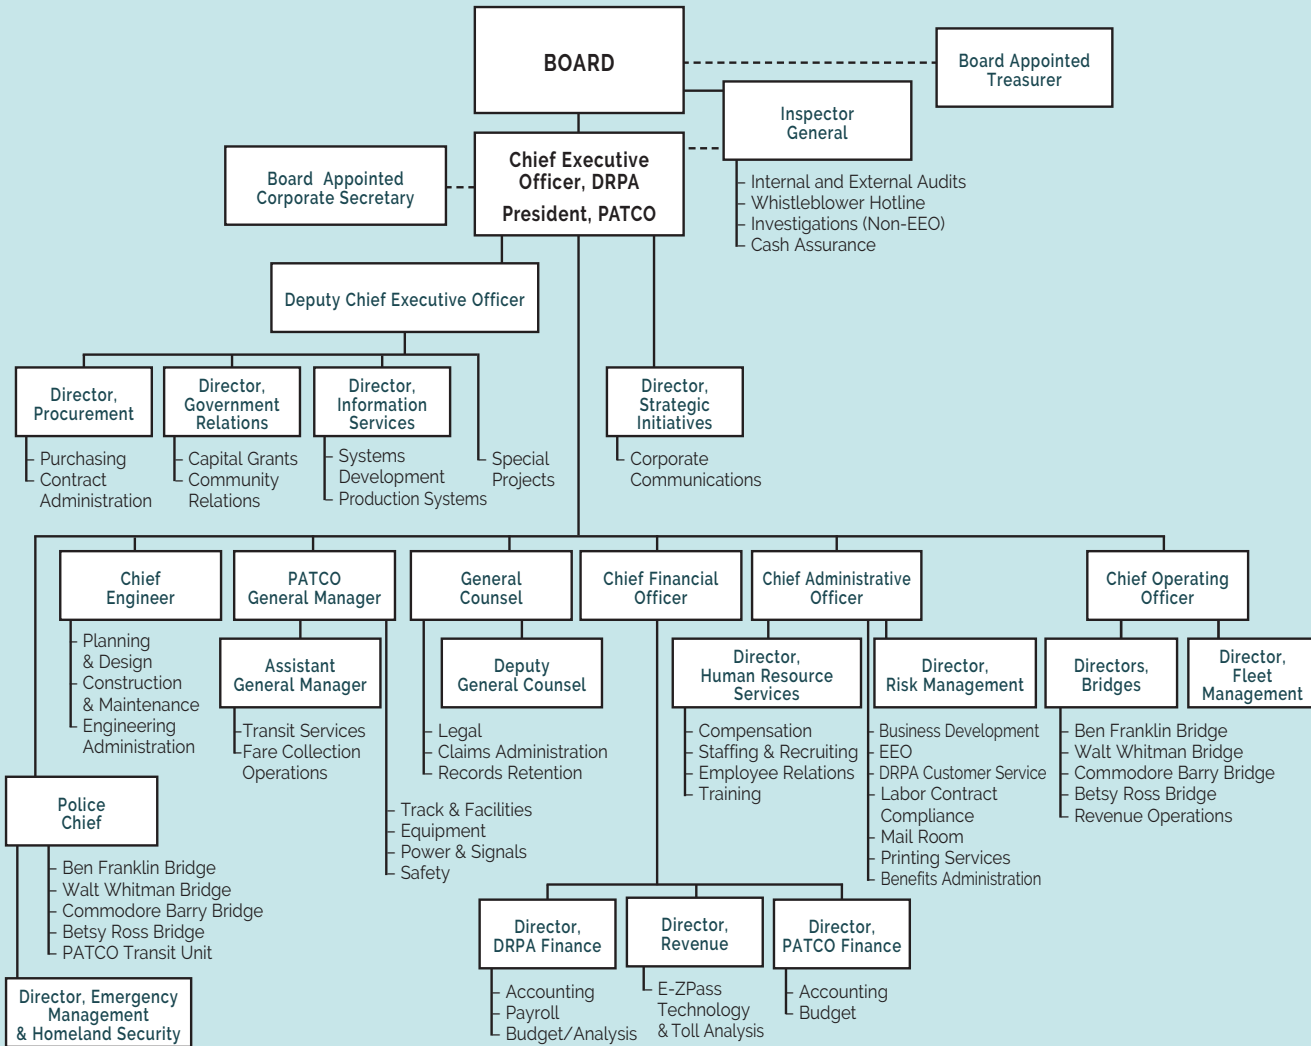 BOARD
Board Appointed
Treasurer
Inspector
General
- Internal and External Audits
- Whistleblower Hotline
- Investigations (Non-EEO)
- Cash Assurance
Chief Executive
Officer, DRPA
President, PATCO
Board Appointed
Corporate Secretary
Deputy Chief Executive Officer
Director,
Procurement
- Purchasing
- Contract
Administration
Director,
Government
Relations
- Capital Grants
- Community
Relations
Director,
Information
Services
- Systems
Development
- Production Systems
- Special
Projects
Director,
Strategic
Initiatives
- Corporate
Communications
Chief
Engineer
- Planning
& Design
- Construction
& Maintenance
- Engineering
Administration
PATCO
General Manager
Assistant
General Manager
- Transit Services
- Fare Collection
Operations
- Track & Facilities
- Equipment
- Power & Signals
- Safety
General
Counsel
Deputy
General Counsel
- Legal
- Claims Administration
- Records Retention
Chief Financial
Officer
Chief Administrative
Officer
Director,
Human Resource
Services
- Compensation
- Staffing & Recruiting
- Employee Relations
- Training
Director,
Risk Management
- Business Development
- EEO
- DRPA Customer Service
- Labor Contract
Compliance
- Mail Room
- Printing Services
- Benefits Administration
Chief Operating
Officer
Directors,
Bridges
- Ben Franklin Bridge
- Walt Whitman Bridge
- Commodore Barry Bridge
- Betsy Ross Bridge
- Revenue Operations
Director,
Fleet
Management
Police
Chief
- Ben Franklin Bridge
- Walt Whitman Bridge
- Commodore Barry Bridge
- Betsy Ross Bridge
- PATCO Transit Unit
Director, Emergency
Management
& Homeland Security
Director,
DRPA Finance
- Accounting
- Payroll
- Budget/Analysis
Director,
Revenue
- E-ZPass
Technology
& Toll Analysis
Director,
PATCO Finance
- Accounting
- Budget